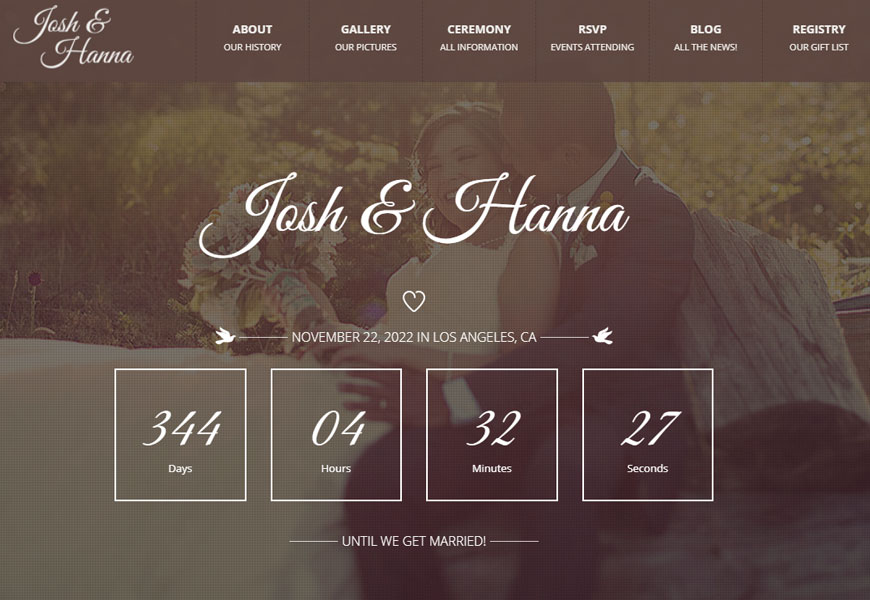 Josh &
Hanna
ABOUT
OUR HISTORY
GALLERY
OUR PICTURES
CEREMONY
ALL INFORMATION
RSVP
EVENTS ATTENDING
BLOG
ALL THE NEWS!
REGISTRY
OUR GIFT LIST
Josh & Hanna
NOVEMBER 22, 2022 IN LOS ANGELES, CA
344
Days
04
Hours
32
Minutes
27
Seconds
UNTIL WE GET MARRIED!